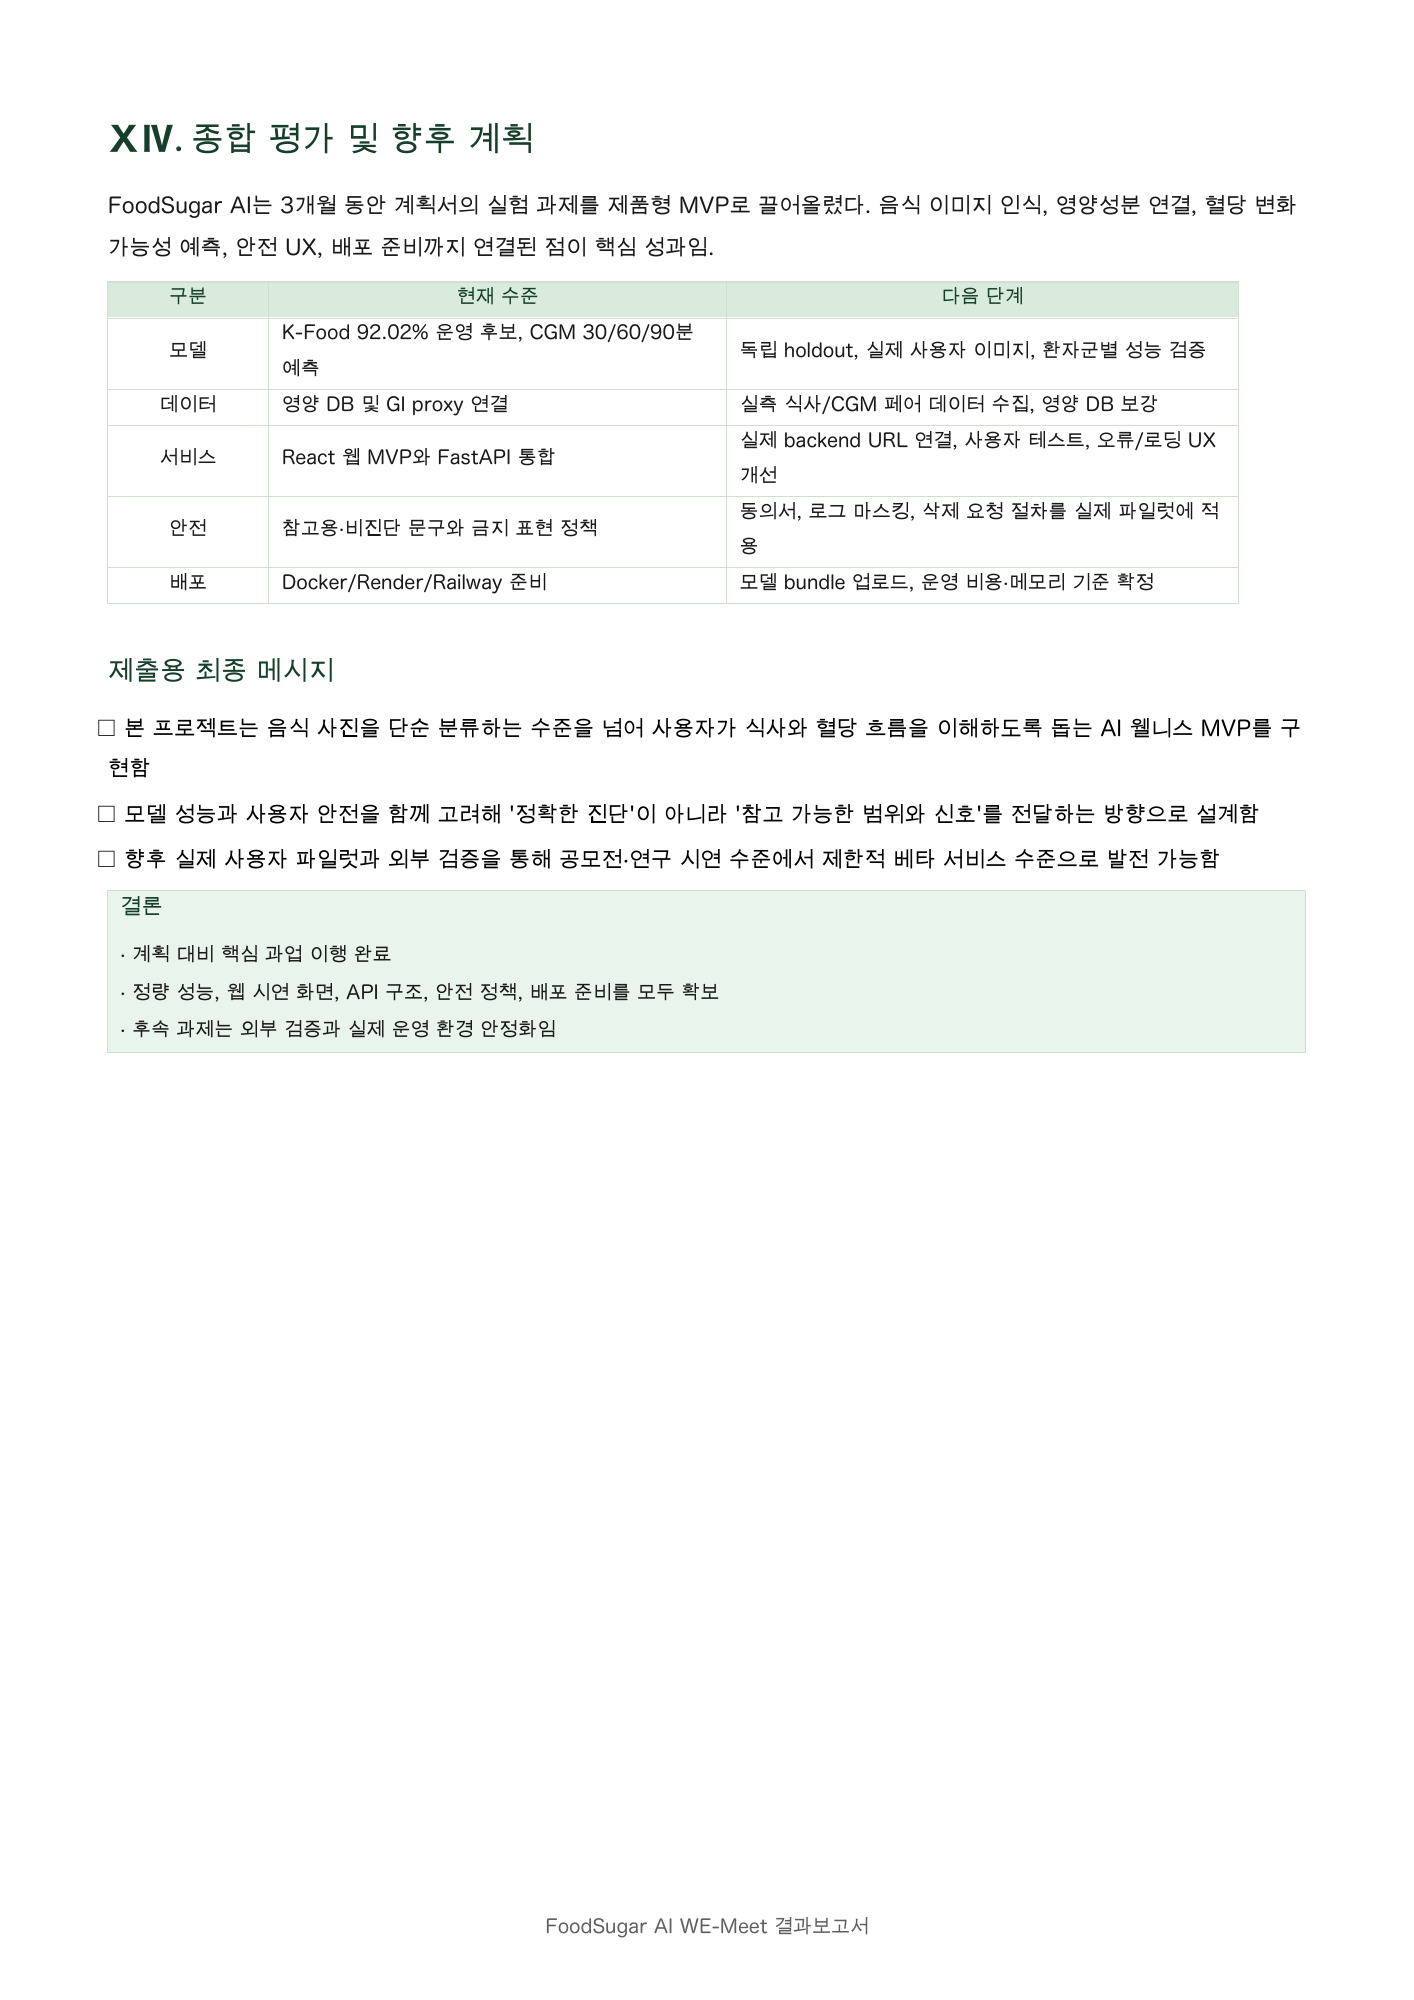 XIV. 종합 평가 및 향후 계획
FoodSugar AI는 3개월 동안 계획서의 실험 과제를 제품형 MVP로 끌어올렸다. 음식 이미지 인식, 영양성분 연결, 혈당 변화
가능성 예측, 안전 UX, 배포 준비까지 연결된 점이 핵심 성과임.
구분 현재 수준 다음 단계
모델 K-Food 92.02% 운영 후보, CGM 30/60/90분
예측 독립 holdout, 실제 사용자 이미지, 환자군별 성능 검증
데이터 영양 DB 및 GI proxy 연결 실측 식사/CGM 페어 데이터 수집, 영양 DB 보강
서비스 React 웹 MVP와 FastAPI 통합 실제 backend URL 연결, 사용자 테스트, 오류/로딩 UX
개선
안전 참고용·비진단 문구와 금지 표현 정책 동의서, 로그 마스킹, 삭제 요청 절차를 실제 파일럿에 적
용
배포 Docker/Render/Railway 준비 모델 bundle 업로드, 운영 비용·메모리 기준 확정
제출용 최종 메시지
□ 본 프로젝트는 음식 사진을 단순 분류하는 수준을 넘어 사용자가 식사와 혈당 흐름을 이해하도록 돕는 AI 웰니스 MVP를 구
현함
□ 모델 성능과 사용자 안전을 함께 고려해 '정확한 진단'이 아니라 '참고 가능한 범위와 신호'를 전달하는 방향으로 설계함
□ 향후 실제 사용자 파일럿과 외부 검증을 통해 공모전·연구 시연 수준에서 제한적 베타 서비스 수준으로 발전 가능함
결론
· 계획 대비 핵심 과업 이행 완료
· 정량 성능, 웹 시연 화면, API 구조, 안전 정책, 배포 준비를 모두 확보
· 후속 과제는 외부 검증과 실제 운영 환경 안정화임
FoodSugar AI WE-Meet 결과보고서